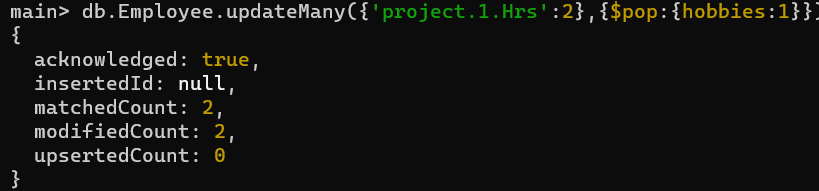 main> db.Employee.updateMany({'project.1.Hrs':2},{$pop:{hobbies:1}})
{
  acknowledged: true,
  insertedId: null,
  matchedCount: 2,
  modifiedCount: 2,
  upsertedCount: 0
}